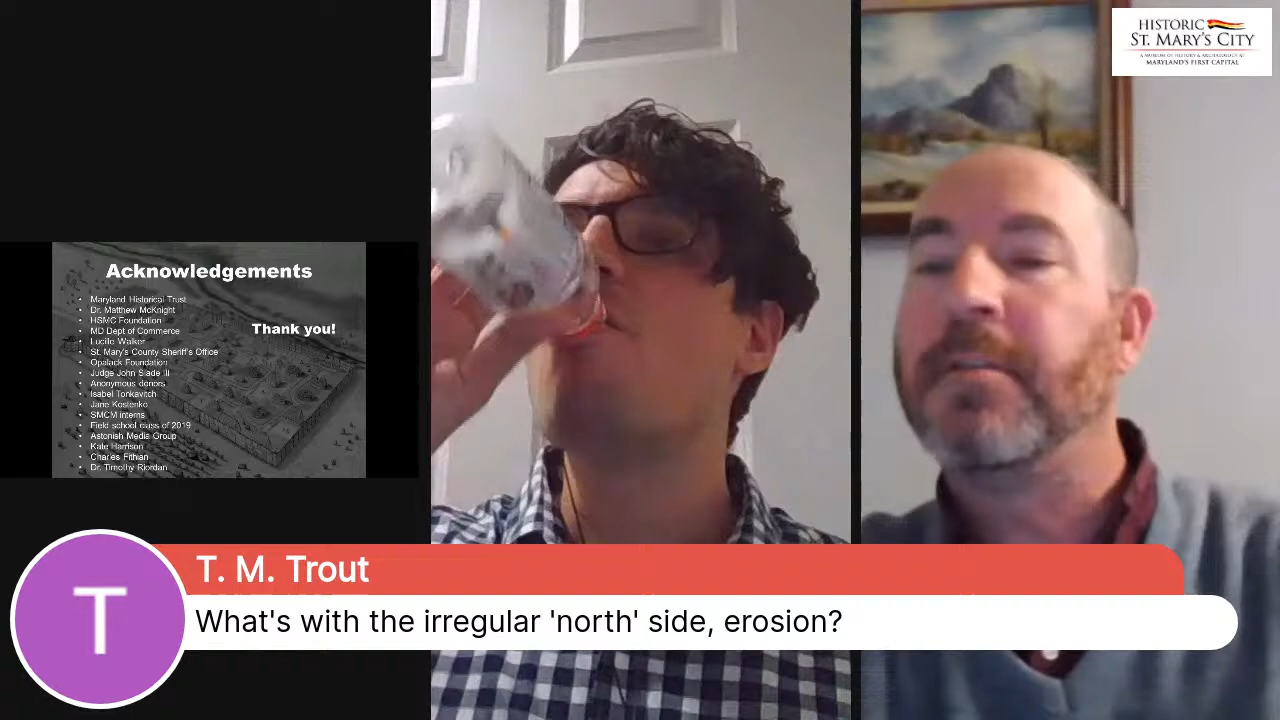 HISTORIC
ST. MARY'S CITY
A MUSEUM OF HISTORY & ARCHAEOLOGY AT
MARYLAND'S FIRST CAPITAL
Acknowledgements
• Maryland Historical Trust
• Dr. Matthew McKnight
• HSMC Foundation
• MD Dept of Commerce
• Lucille Walker
• St. Mary's County Sheriff's Office
• Opalack Foundation
• Judge John Slade III
• Anonymous donors
• Isabel Tonkavitch
• Jane Kostenko
• SMCM interns
• Field school class of 2019
• Astonish Media Group
• Kate Harrison
• Charles Fithian
• Dr. Timothy Riordan
Thank you!
T
T. M. Trout
What's with the irregular 'north' side, erosion?